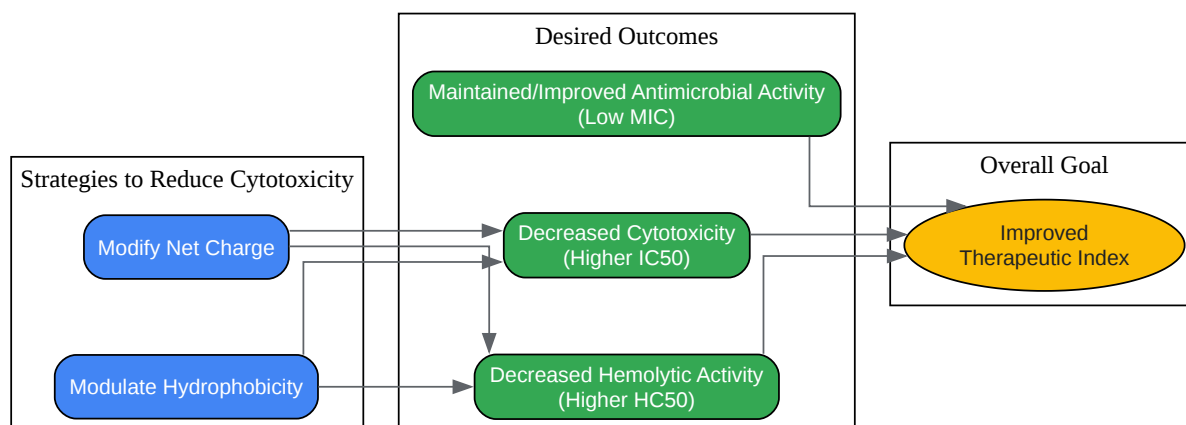 Strategies to Reduce Cytotoxicity
Modify Net Charge
Modulate Hydrophobicity
Desired Outcomes
Maintained/Improved Antimicrobial Activity
(Low MIC)
Decreased Cytotoxicity
(Higher IC50)
Decreased Hemolytic Activity
(Higher HC50)
Overall Goal
Improved
Therapeutic Index